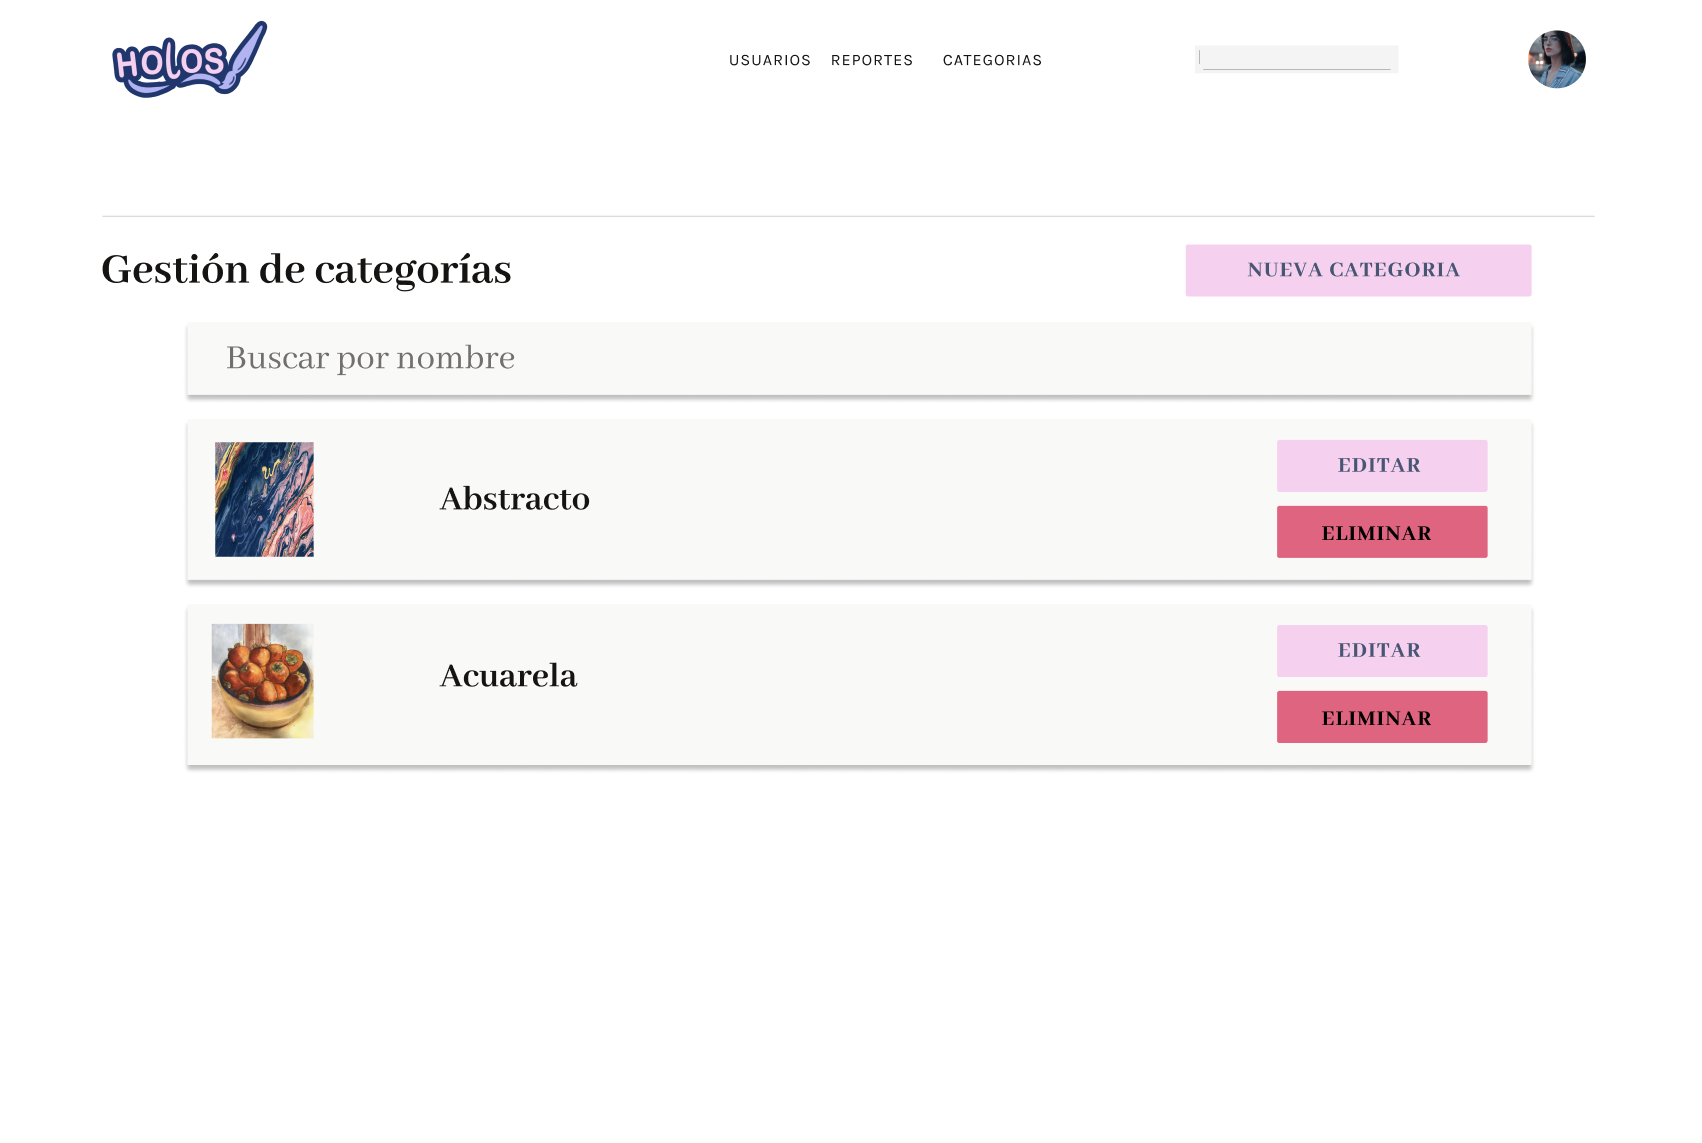 HOLOS
USUARIOS REPORTES CATEGORIAS
Gestión de categorías
NUEVA CATEGORIA
Buscar por nombre
Abstracto
EDITAR
ELIMINAR
Acuarela
EDITAR
ELIMINAR